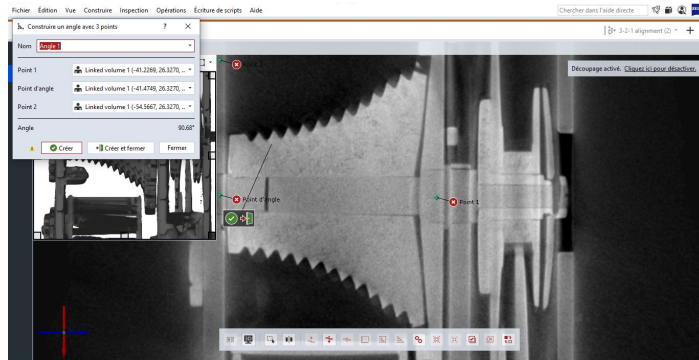 Fichier Édition Vue Construire Inspection Opérations Écriture de scripts Aide
Chercher dans l'aide directe
Construire un angle avec 3 points ? ×
3-2-1 alignment (2)
Nom Angle 1
Découpage activé. Cliquez ici pour désactiver.
Point 1 Linked volume 1 (-41.2269, 26.3270, ..
Point d'angle Linked volume 1 (-41.4749, 26.3270, ..
Point 2 Linked volume 1 (-54.5667, 26.3270, ..
Angle 90.68°
Créer Créer et fermer Fermer
Point d'angle
Point 1